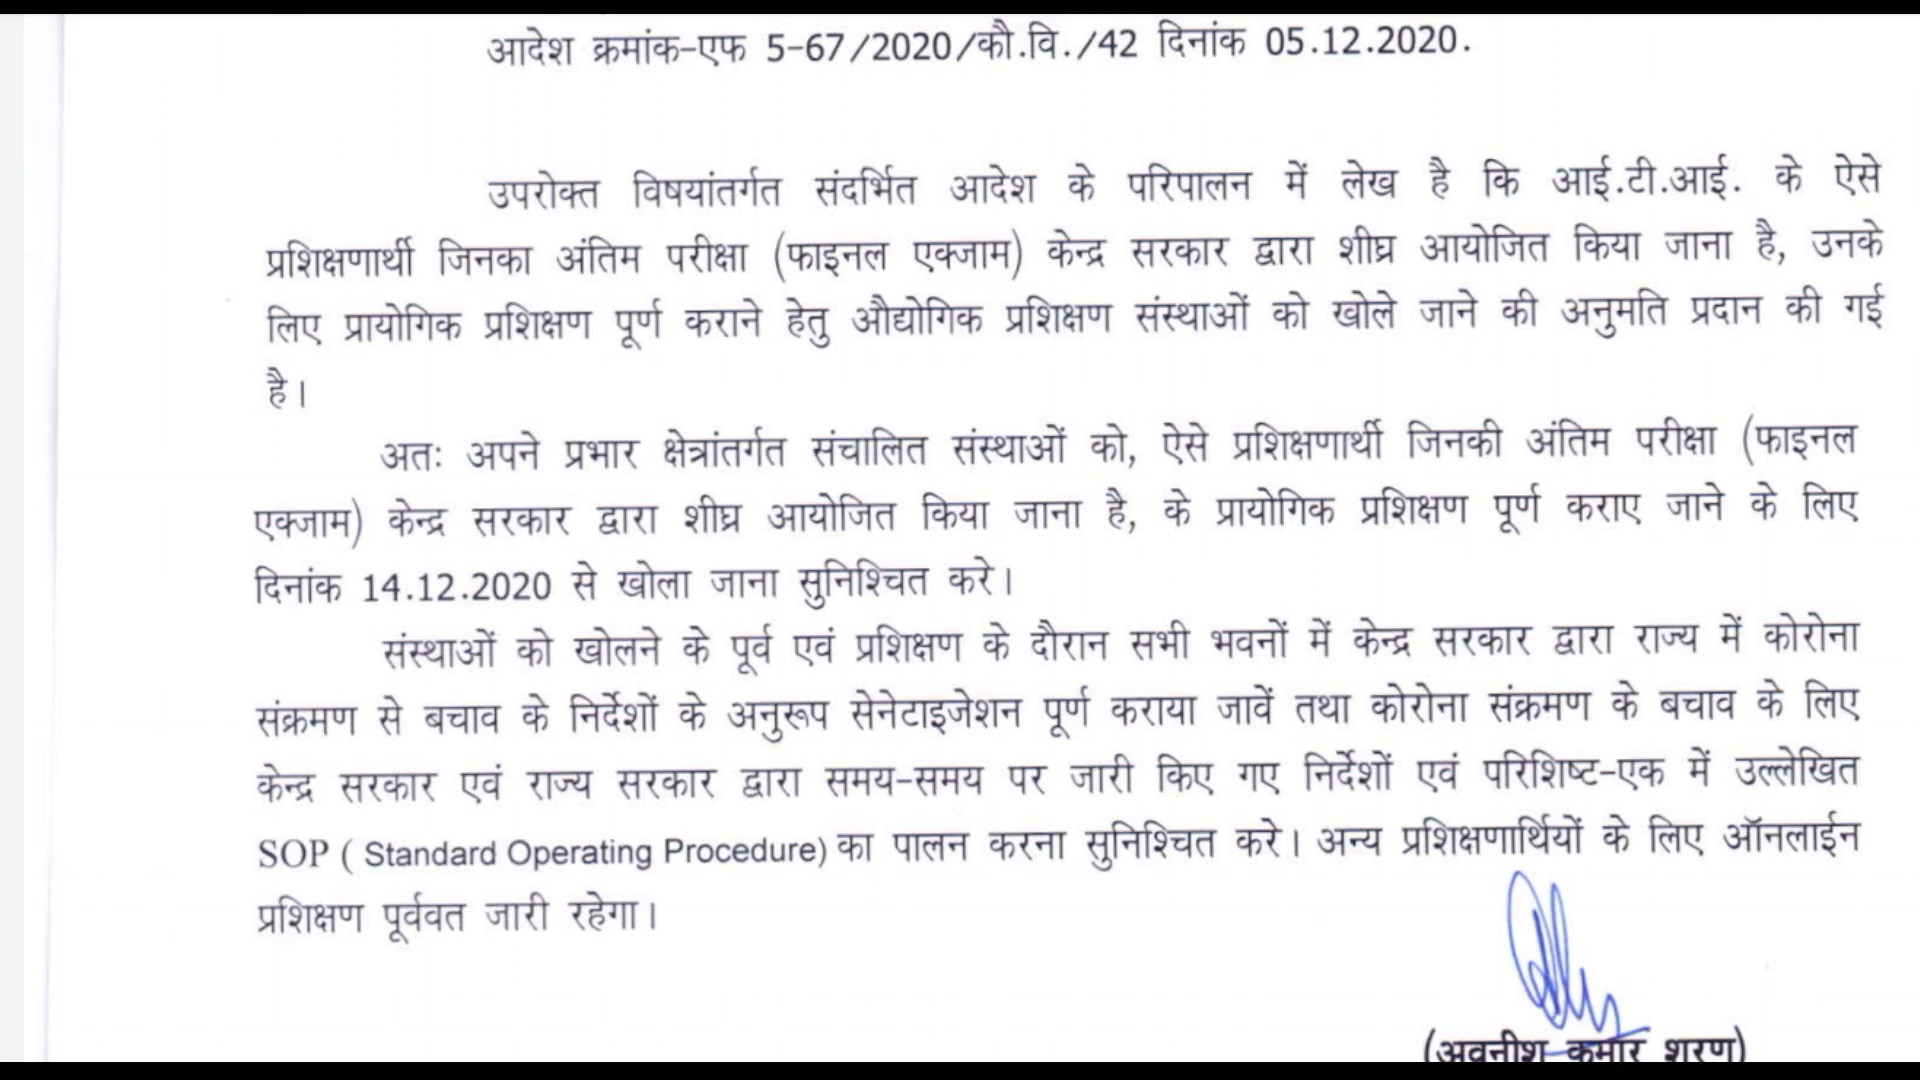 आदेश क्रमांक-एफ 5-67/2020/कौ.वि./42 दिनांक 05.12.2020.
उपरोक्त विषयांतर्गत संदर्भित आदेश के परिपालन में लेख है कि आई.टी.आई. के ऐसे
प्रशिक्षणार्थी जिनका अंतिम परीक्षा (फाइनल एक्जाम) केन्द्र सरकार द्वारा शीघ्र आयोजित किया जाना है, उनके
लिए प्रायोगिक प्रशिक्षण पूर्ण कराने हेतु औद्योगिक प्रशिक्षण संस्थाओं को खोले जाने की अनुमति प्रदान की गई
है।
अतः अपने प्रभार क्षेत्रांतर्गत संचालित संस्थाओं को, ऐसे प्रशिक्षणार्थी जिनकी अंतिम परीक्षा (फाइनल
एक्जाम) केन्द्र सरकार द्वारा शीघ्र आयोजित किया जाना है, के प्रायोगिक प्रशिक्षण पूर्ण कराए जाने के लिए
दिनांक 14.12.2020 से खोला जाना सुनिश्चित करे।
संस्थाओं को खोलने के पूर्व एवं प्रशिक्षण के दौरान सभी भवनों में केन्द्र सरकार द्वारा राज्य में कोरोना
संक्रमण से बचाव के निर्देशों के अनुरूप सेनेटाइजेशन पूर्ण कराया जावें तथा कोरोना संक्रमण के बचाव के लिए
केन्द्र सरकार एवं राज्य सरकार द्वारा समय-समय पर जारी किए गए निर्देशों एवं परिशिष्ट-एक में उल्लेखित
SOP ( Standard Operating Procedure) का पालन करना सुनिश्चित करे। अन्य प्रशिक्षणार्थियों के लिए ऑनलाईन
प्रशिक्षण पूर्ववत जारी रहेगा।
(अवनीश कुमार शरण)